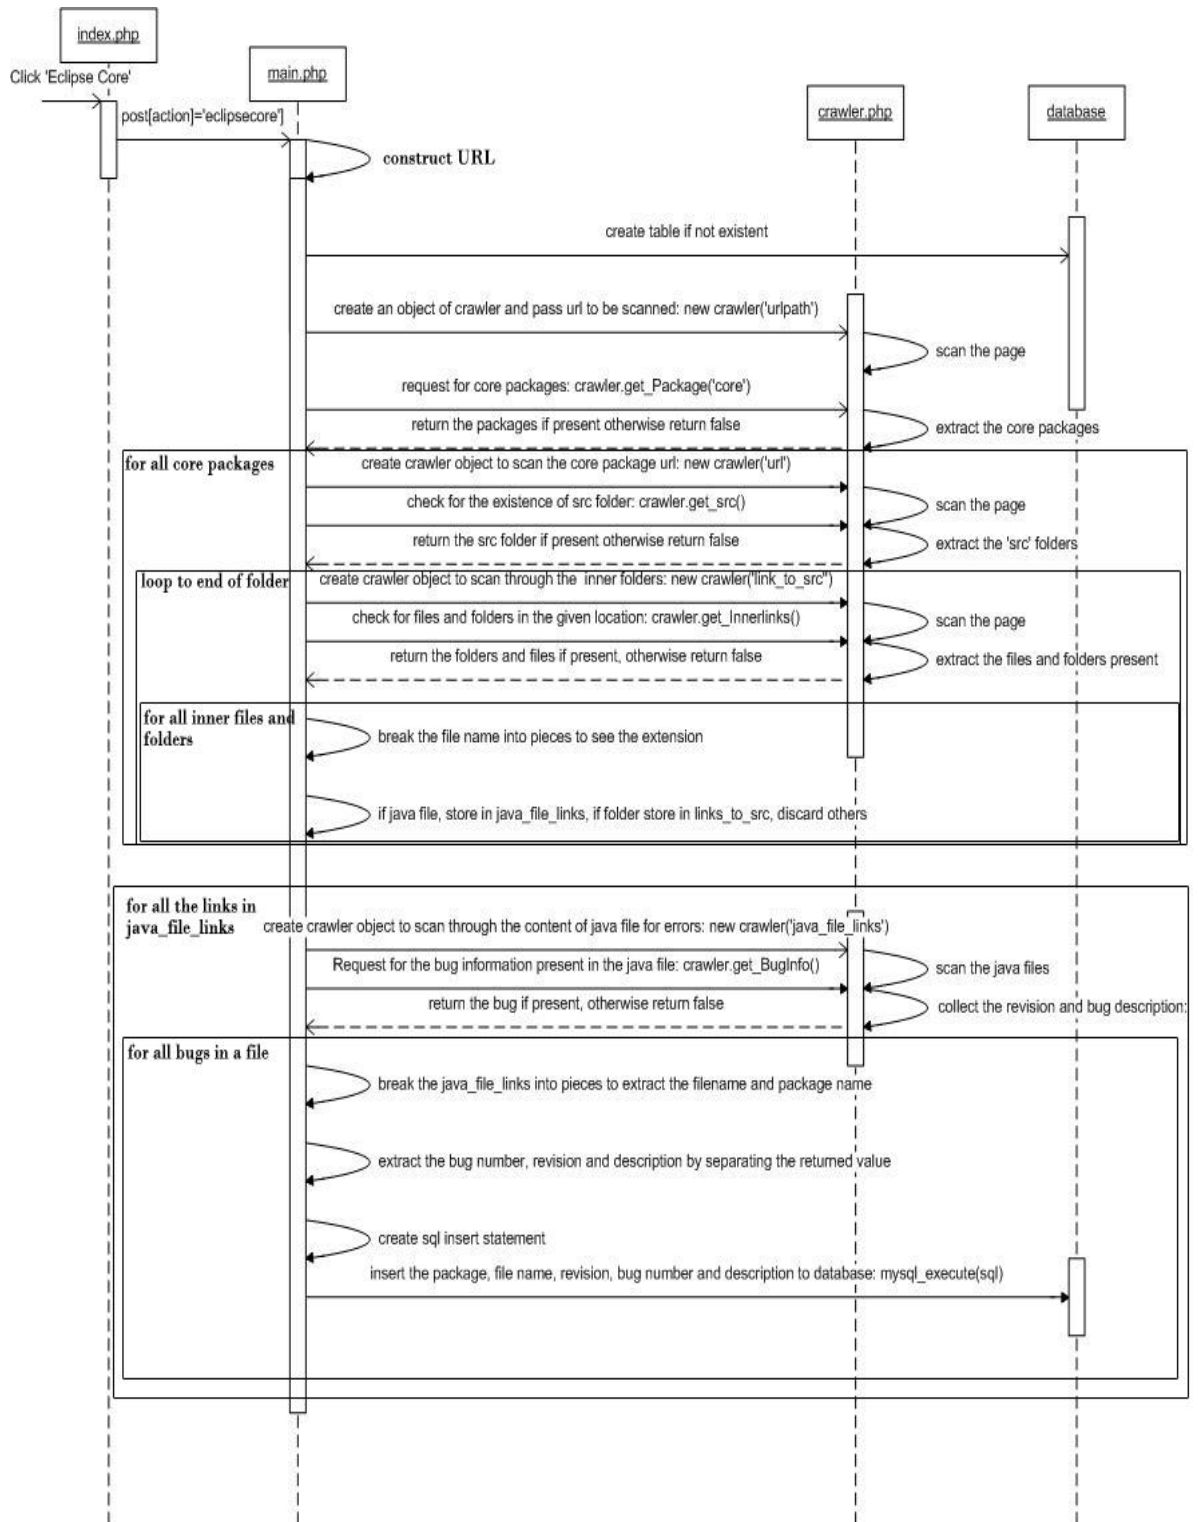 index.php
main.php
Click 'Eclipse Core'
crawler.php
database
post[action]='eclipsecore']
construct URL
create table if not existent
create an object of crawler and pass url to be scanned: new crawler('urlpath')
scan the page
request for core packages: crawler.get_Package('core')
return the packages if present otherwise return false
extract the core packages
for all core packages
create crawler object to scan the core package url: new crawler('url')
check for the existence of src folder: crawler.get_src()
scan the page
return the src folder if present otherwise return false
extract the 'src' folders
loop to end of folder
create crawler object to scan through the inner folders: new crawler("link_to_src")
check for files and folders in the given location: crawler.get_Innerlinks()
scan the page
return the folders and files if present, otherwise return false
extract the files and folders present
for all inner files and
folders
break the file name into pieces to see the extension
if java file, store in java_file_links, if folder store in links_to_src, discard others
for all the links in
java_file_links
create crawler object to scan through the content of java file for errors: new crawler('java_file_links')
Request for the bug information present in the java file: crawler.get_BugInfo()
scan the java files
return the bug if present, otherwise return false
collect the revision and bug description:
for all bugs in a file
break the java_file_links into pieces to extract the filename and package name
extract the bug number, revision and description by separating the returned value
create sql insert statement
insert the package, file name, revision, bug number and description to database: mysql_execute(sql)